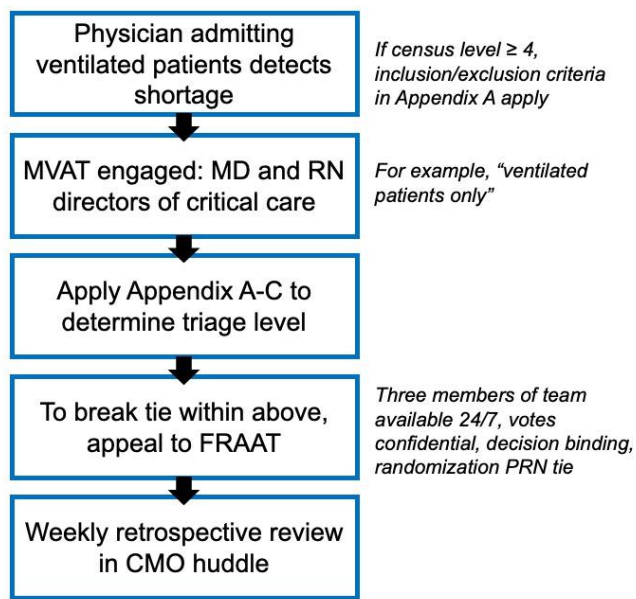 Physician admitting
ventilated patients detects
shortage
If census level ≥ 4,
inclusion/exclusion criteria
in Appendix A apply
MVAT engaged: MD and RN
directors of critical care
For example, “ventilated
patients only”
Apply Appendix A-C to
determine triage level
To break tie within above,
appeal to FRAAT
Three members of team
available 24/7, votes
confidential, decision binding,
randomization PRN tie
Weekly retrospective review
in CMO huddle